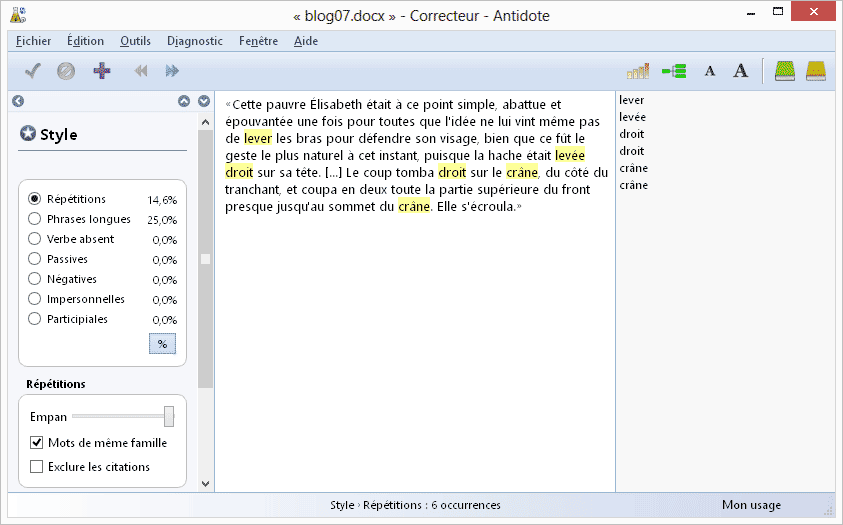 « blog07.docx » - Correcteur - Antidote
Fichier Édition Outils Diagnostic Fenêtre Aide
A A
Style
Répétitions 14,6%
Phrases longues 25,0%
Verbe absent 0,0%
Passives 0,0%
Négatives 0,0%
Impersonnelles 0,0%
Participiales 0,0%
%
Répétitions
Empan
Mots de même famille
Exclure les citations
«Cette pauvre Élisabeth était à ce point simple, abattue et
épouvantée une fois pour toutes que l'idée ne lui vint même pas
de lever les bras pour défendre son visage, bien que ce fût le
geste le plus naturel à cet instant, puisque la hache était levée
droit sur sa tête. [...] Le coup tomba droit sur le crâne, du côté du
tranchant, et coupa en deux toute la partie supérieure du front
presque jusqu'au sommet du crâne. Elle s'écroula.»
lever
levée
droit
droit
crâne
crâne
Style › Répétitions : 6 occurrences
Mon usage